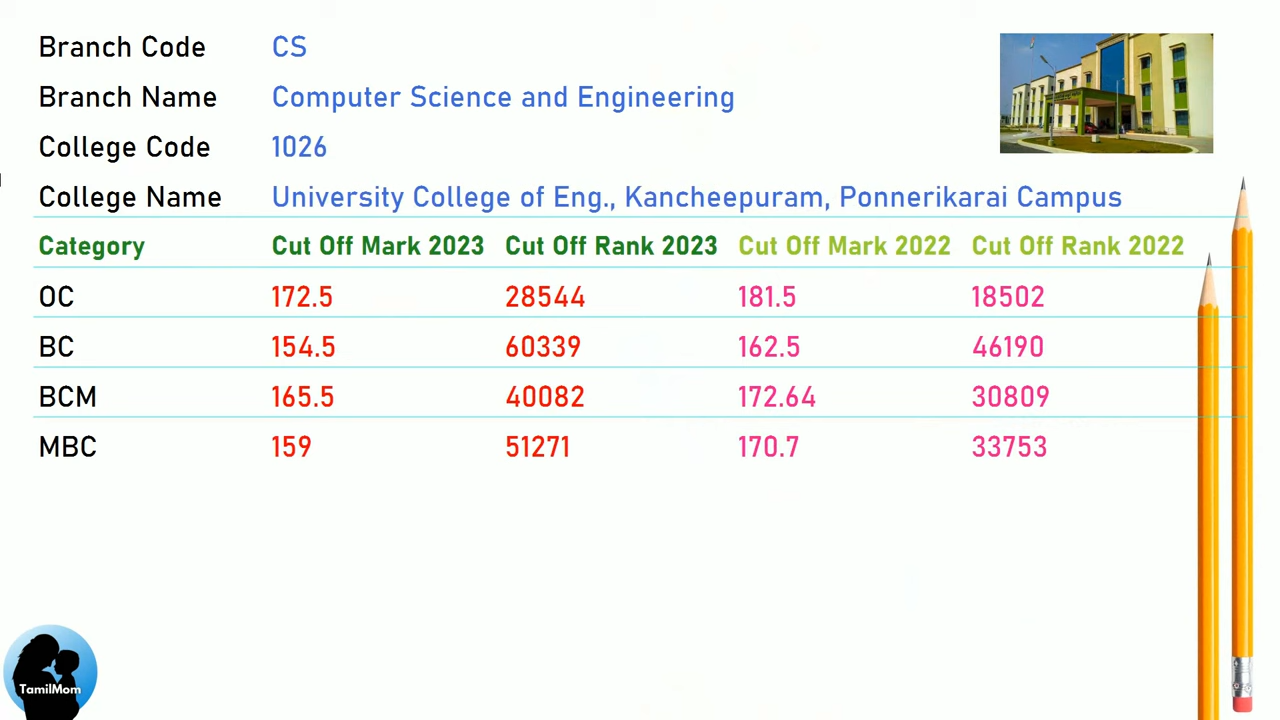 Branch Code CS
Branch Name Computer Science and Engineering
College Code 1026
College Name University College of Eng., Kancheepuram, Ponnerikarai Campus
Category Cut Off Mark 2023 Cut Off Rank 2023 Cut Off Mark 2022 Cut Off Rank 2022
OC 172.5 28544 181.5 18502
BC 154.5 60339 162.5 46190
BCM 165.5 40082 172.64 30809
MBC 159 51271 170.7 33753
TamilMom